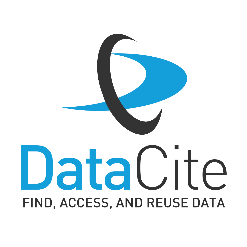 DataCite
FIND, ACCESS, AND REUSE DATA